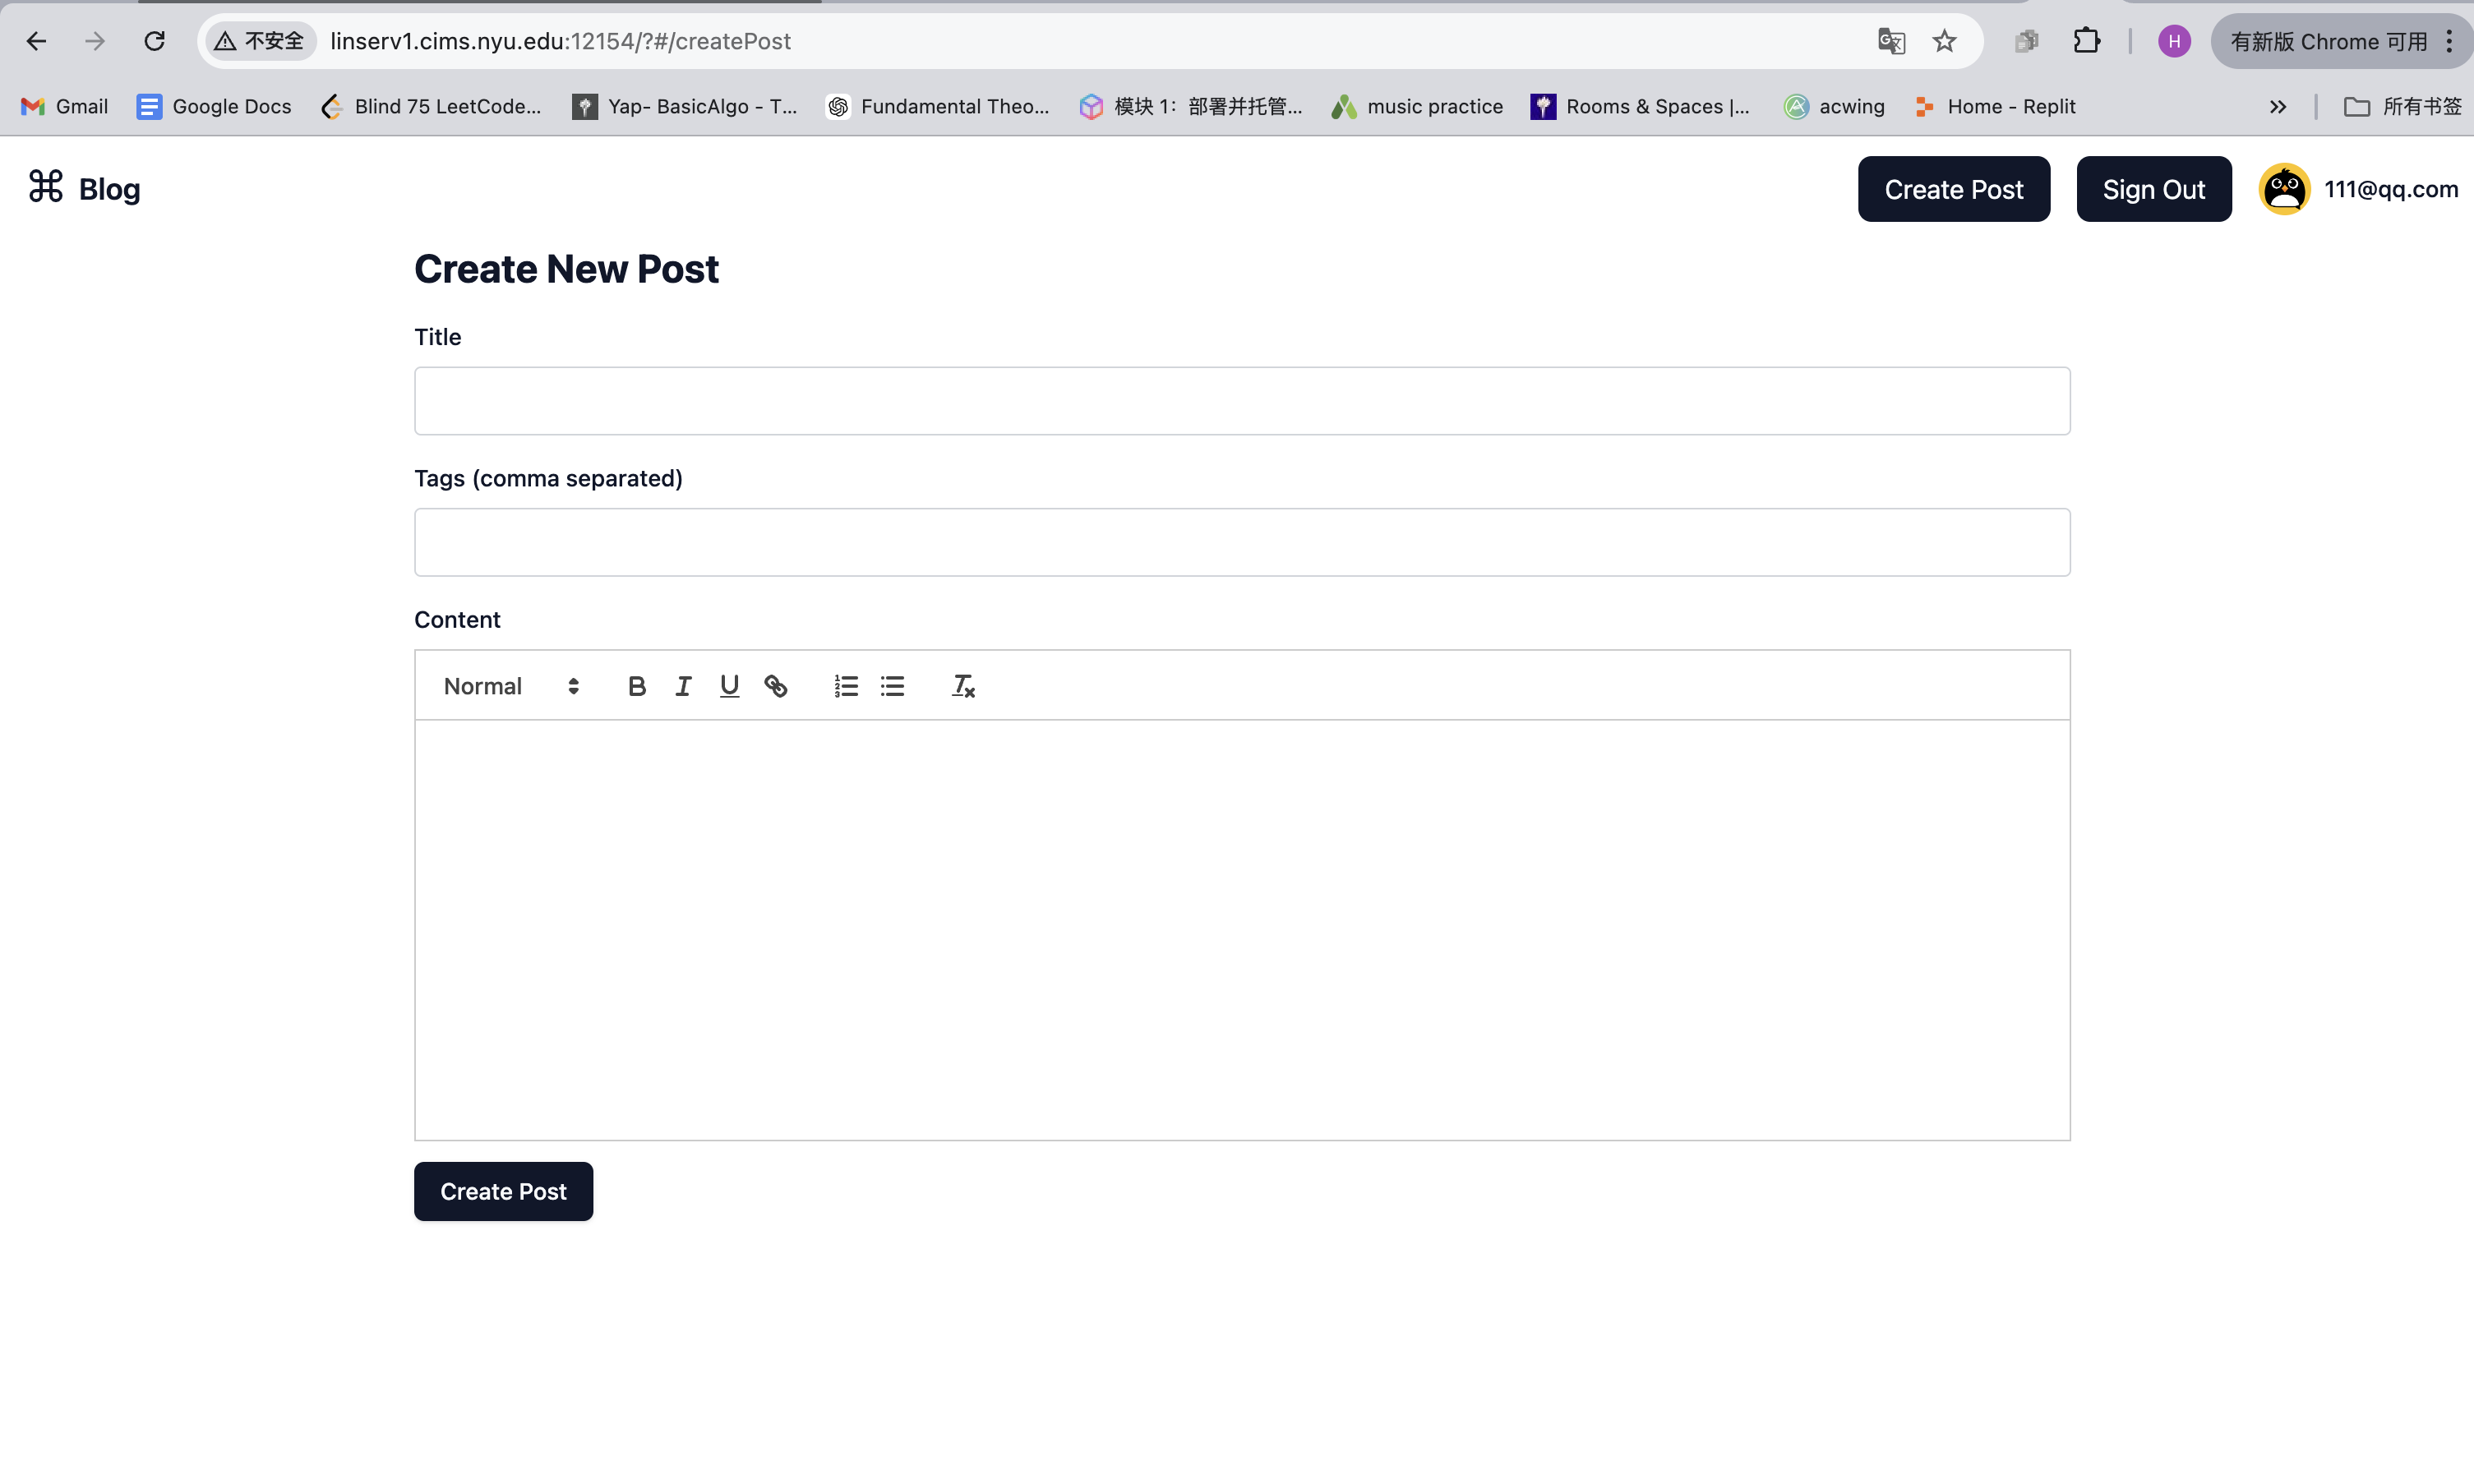 不安全 linserv1.cims.nyu.edu:12154/?#/createPost H 有新版 Chrome 可用
Gmail Google Docs Blind 75 LeetCode... Yap- BasicAlgo - T... Fundamental Theo... 模块 1：部署并托管... music practice Rooms & Spaces |... acwing Home - Replit » 所有书签
Blog Create Post Sign Out 111@qq.com
Create New Post
Title
Tags (comma separated)
Content
Normal
Create Post